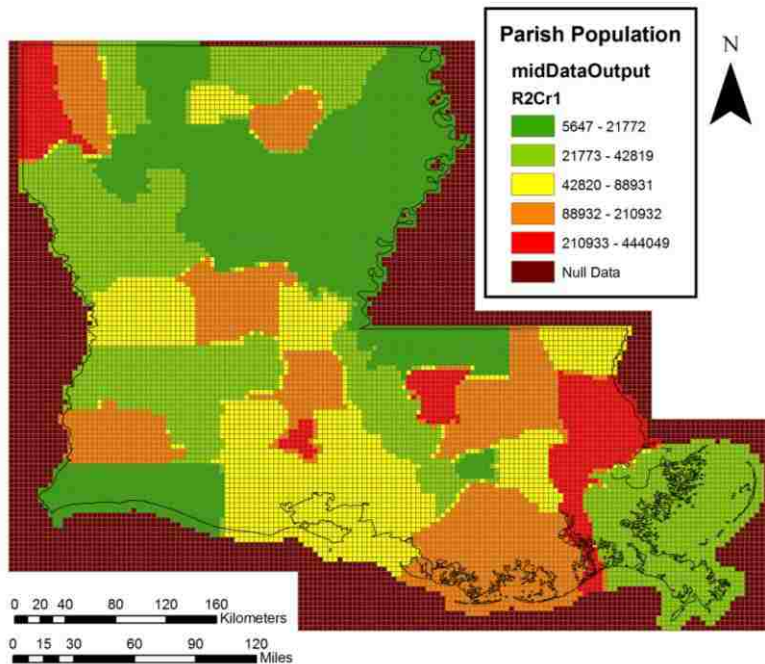 Parish Population
midDataOutput
R2Cr1
5647 - 21772
21773 - 42819
42820 - 88931
88932 - 210932
210933 - 444049
Null Data
N
0 20 40 80 120 160
Kilometers
0 15 30 60 90 120
Miles